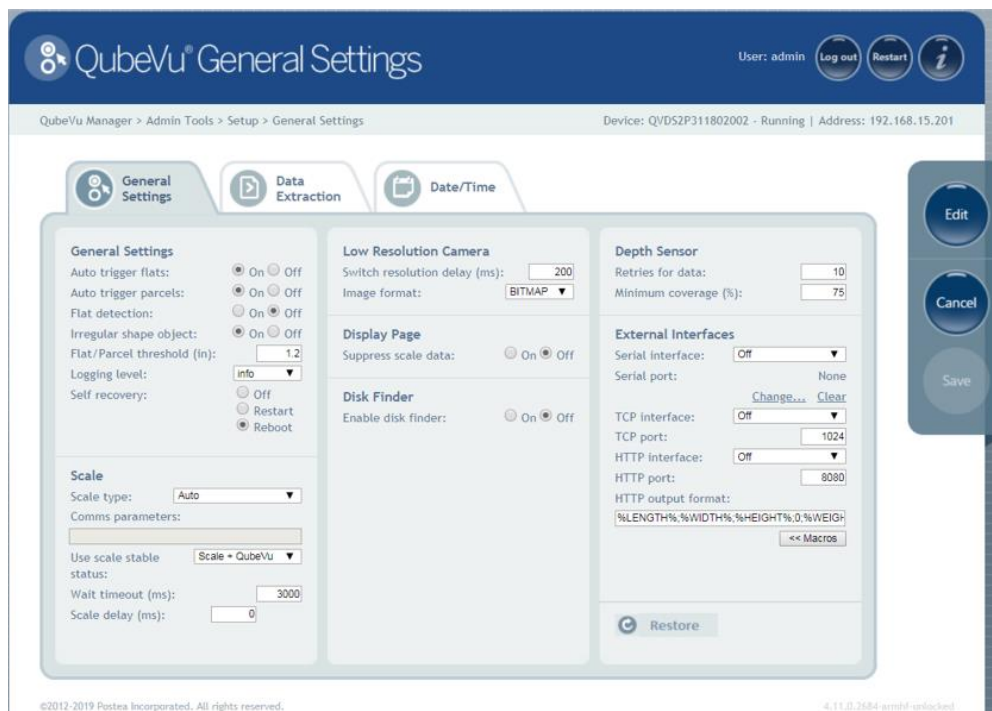 QubeVu® General Settings
User: admin
Log out
Restart
i
QubeVu Manager > Admin Tools > Setup > General Settings
Device: QVDS2P311802002 - Running | Address: 192.168.15.201
General Settings
Data Extraction
Date/Time
Edit
Cancel
Save
General Settings
Auto trigger flats: On Off
Auto trigger parcels: On Off
Flat detection: On Off
Irregular shape object: On Off
Flat/Parcel threshold (in): 1.2
Logging level: info
Self recovery: Off
Restart
Reboot
Scale
Scale type: Auto
Comms parameters:
Use scale stable status: Scale + QubeVu
Wait timeout (ms): 3000
Scale delay (ms): 0
Low Resolution Camera
Switch resolution delay (ms): 200
Image format: BITMAP
Display Page
Suppress scale data: On Off
Disk Finder
Enable disk finder: On Off
Depth Sensor
Retries for data: 10
Minimum coverage (%): 75
External Interfaces
Serial interface: Off
Serial port: None
Change... Clear
TCP interface: Off
TCP port: 1024
HTTP interface: Off
HTTP port: 8080
HTTP output format:
%LENGTH%;%WIDTH%;%HEIGHT%;0;%WEIGH
<< Macros
Restore
©2012-2019 Postea Incorporated. All rights reserved.
4.11.0.2684-armhf-unlocked